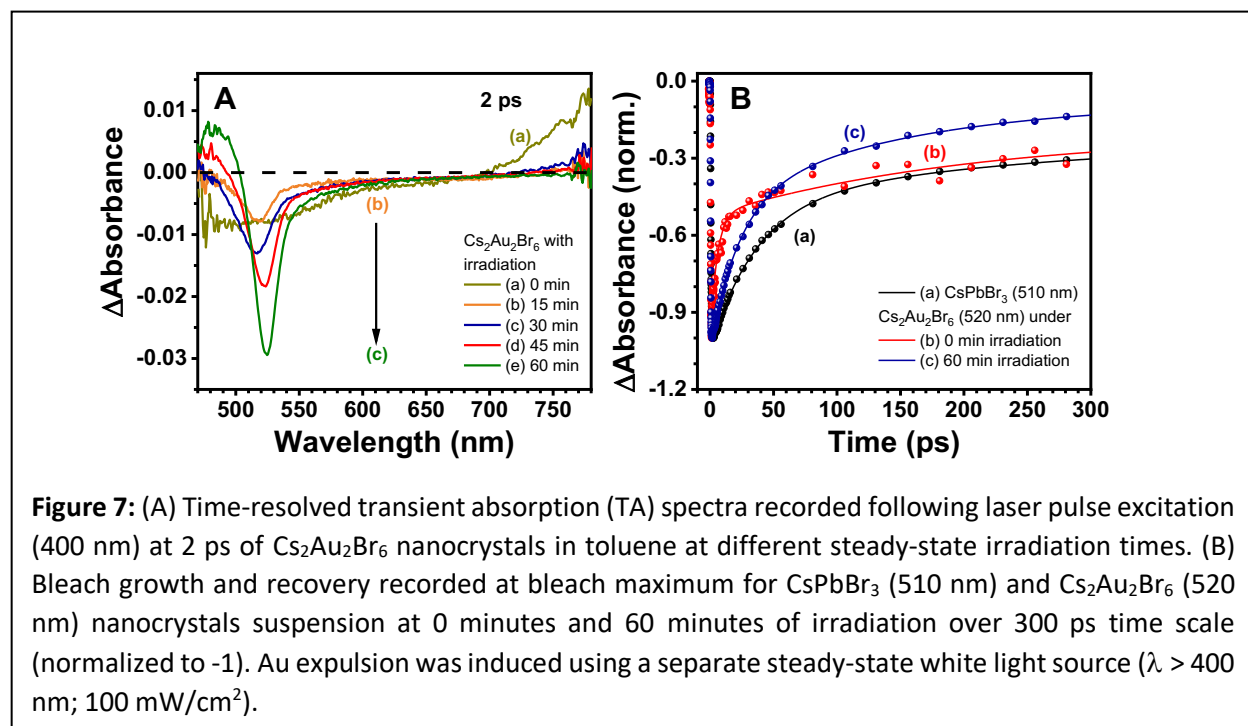 A
2 ps
(a)
(b)
(c)
Cs₂Au₂Br₆ with
irradiation
(a) 0 min
(b) 15 min
(c) 30 min
(d) 45 min
(e) 60 min
0.01
0.00
-0.01
-0.02
-0.03
ΔAbsorbance
500 550 600 650 700 750
Wavelength (nm)
B
(c)
(b)
(a)
(a) CsPbBr₃ (510 nm)
Cs₂Au₂Br₆ (520 nm) under
(b) 0 min irradiation
(c) 60 min irradiation
0.0
-0.3
-0.6
-0.9
-1.2
ΔAbsorbance (norm.)
0 50 100 150 200 250 300
Time (ps)
Figure 7: (A) Time-resolved transient absorption (TA) spectra recorded following laser pulse excitation
(400 nm) at 2 ps of Cs₂Au₂Br₆ nanocrystals in toluene at different steady-state irradiation times. (B)
Bleach growth and recovery recorded at bleach maximum for CsPbBr₃ (510 nm) and Cs₂Au₂Br₆ (520
nm) nanocrystals suspension at 0 minutes and 60 minutes of irradiation over 300 ps time scale
(normalized to -1). Au expulsion was induced using a separate steady-state white light source (λ > 400
nm; 100 mW/cm²).